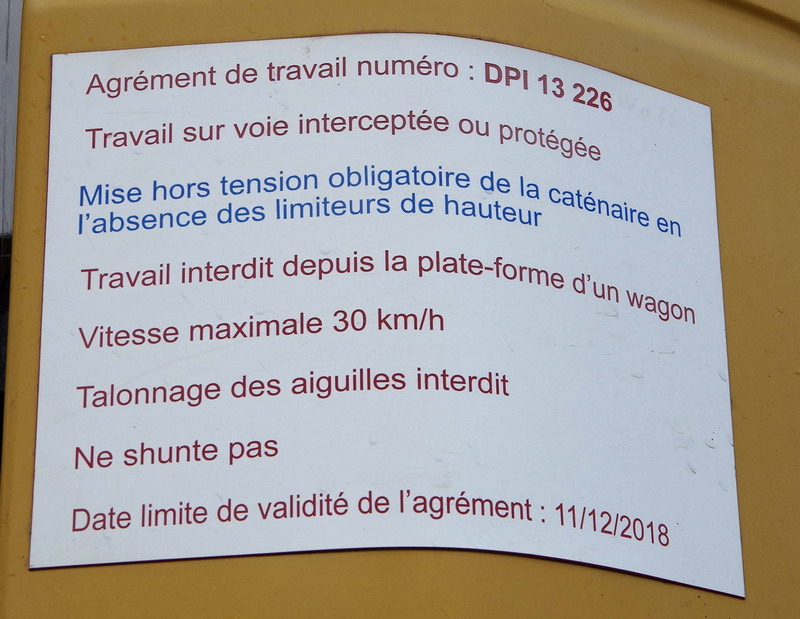 Agrément de travail numéro : DPI 13 226
Travail sur voie interceptée ou protégée
Mise hors tension obligatoire de la caténaire en
l'absence des limiteurs de hauteur
Travail interdit depuis la plate-forme d'un wagon
Vitesse maximale 30 km/h
Talonnage des aiguilles interdit
Ne shunte pas
Date limite de validité de l'agrément : 11/12/2018